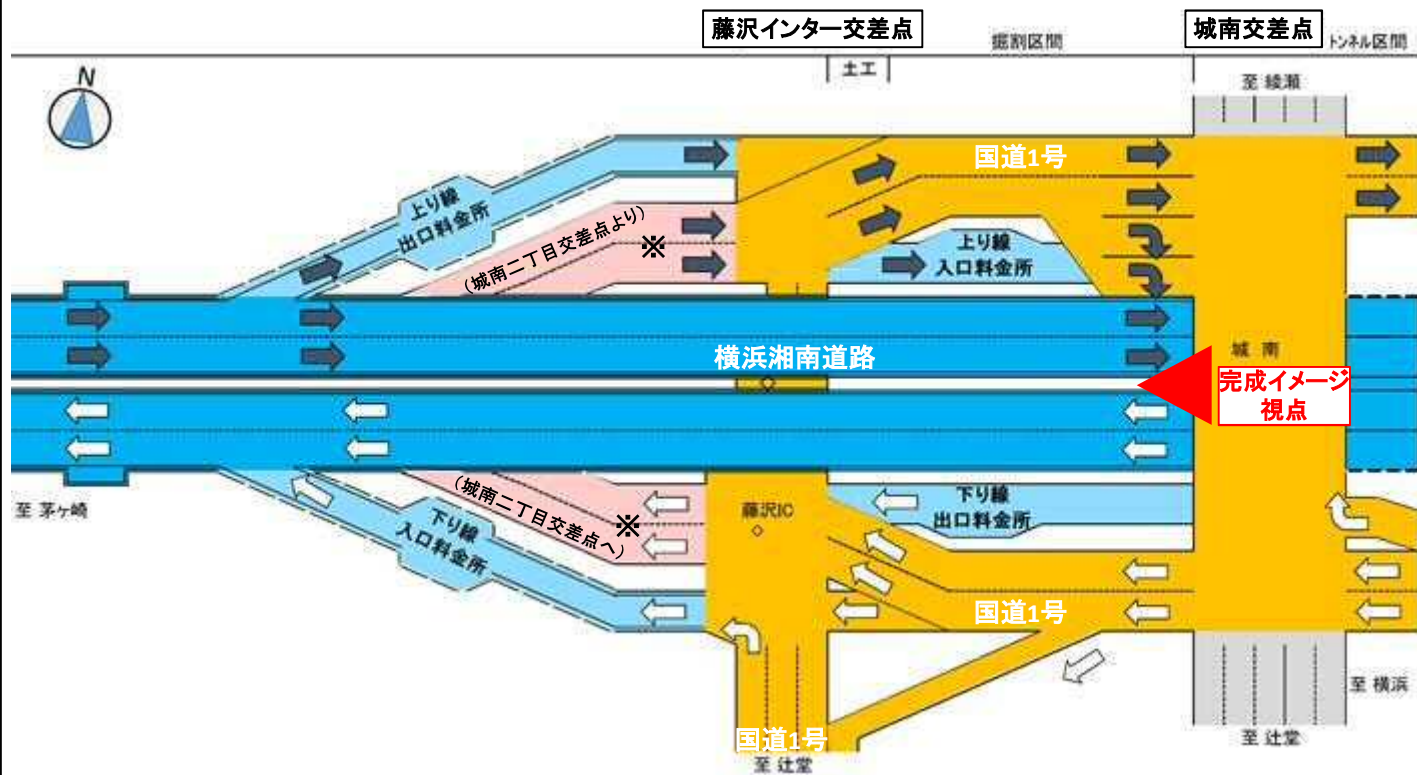 藤沢インター交差点
城南交差点
掘割区間
トンネル区間
土工
N
至 綾瀬
国道1号
上り線
出口料金所
(城南二丁目交差点より)
※
上り線
入口料金所
横浜湘南道路
城 南
完成イメージ
視点
至 茅ヶ崎
(城南二丁目交差点へ)
※
下り線
入口料金所
藤沢IC
下り線
出口料金所
国道1号
至 横浜
国道1号
至 辻堂
至 辻堂